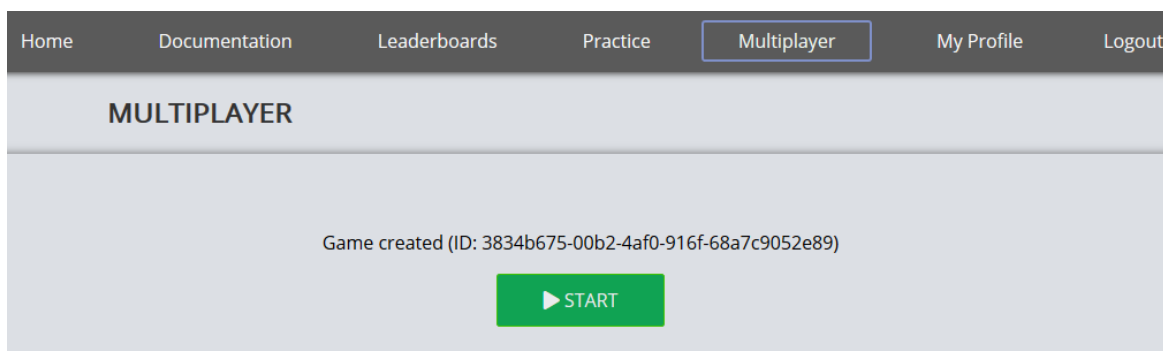 Home Documentation Leaderboards Practice Multiplayer My Profile Logout
MULTIPLAYER
Game created (ID: 3834b675-00b2-4af0-916f-68a7c9052e89)
START